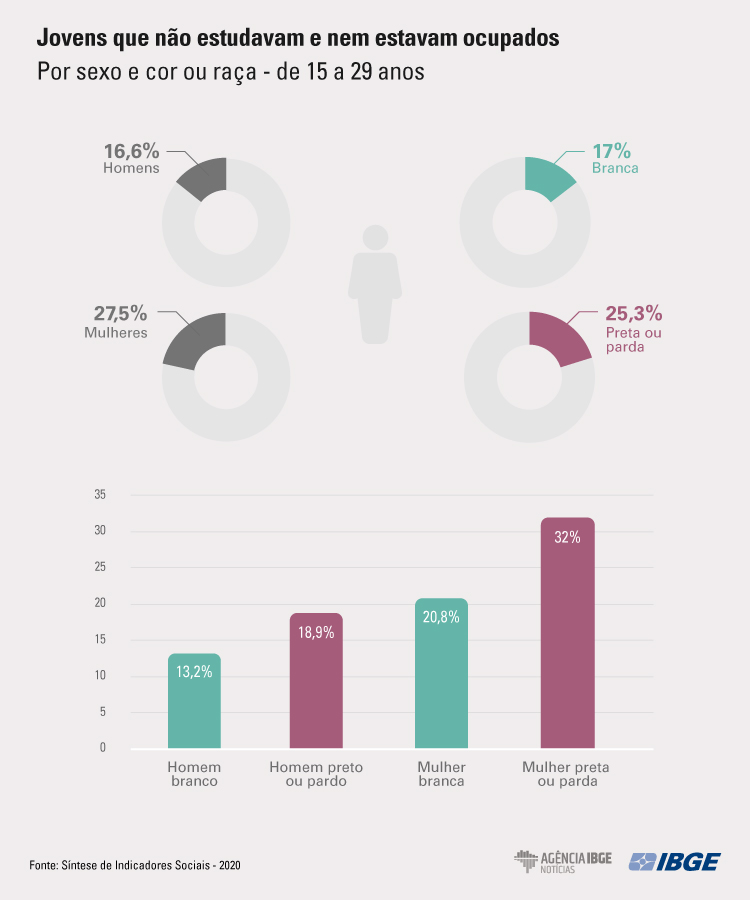 Jovens que não estudavam e nem estavam ocupados
Por sexo e cor ou raça - de 15 a 29 anos
16,6%
Homens
17%
Branca
27,5%
Mulheres
25,3%
Preta ou
parda
35
30
25
20
15
10
5
0
13,2%
18,9%
20,8%
32%
Homem
branco
Homem preto
ou pardo
Mulher
branca
Mulher preta
ou parda
Fonte: Síntese de Indicadores Sociais - 2020
AGÊNCIA IBGE
NOTÍCIAS
IBGE